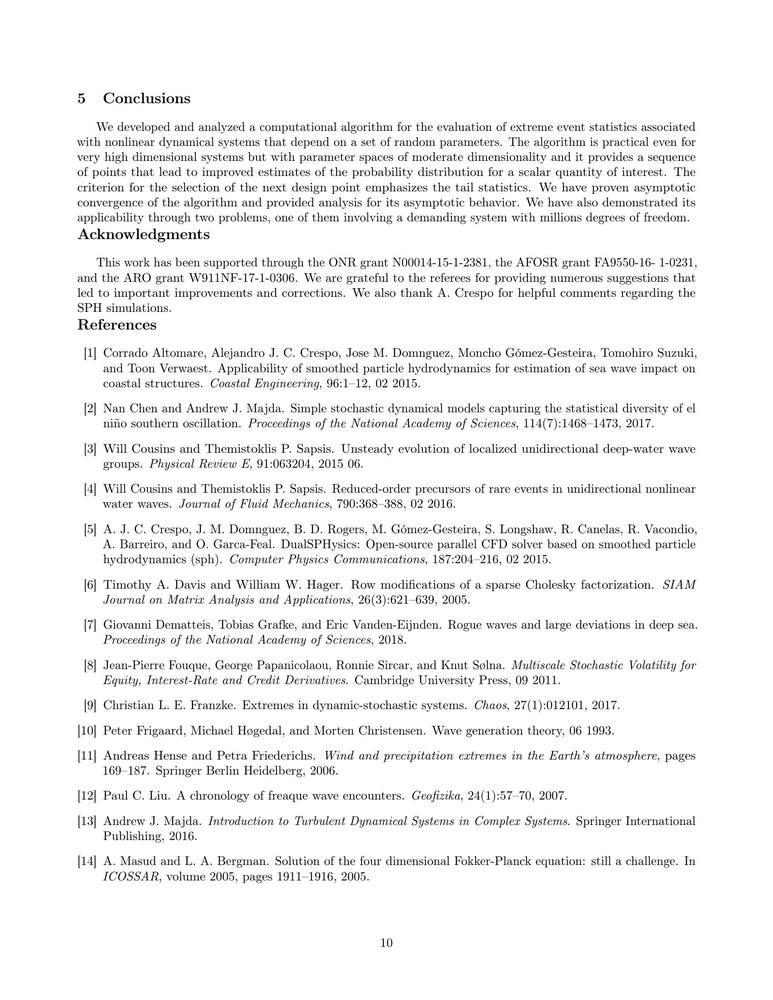 5 Conclusions
We developed and analyzed a computational algorithm for the evaluation of extreme event statistics associated
with nonlinear dynamical systems that depend on a set of random parameters. The algorithm is practical even for
very high dimensional systems but with parameter spaces of moderate dimensionality and it provides a sequence
of points that lead to improved estimates of the probability distribution for a scalar quantity of interest. The
criterion for the selection of the next design point emphasizes the tail statistics. We have proven asymptotic
convergence of the algorithm and provided analysis for its asymptotic behavior. We have also demonstrated its
applicability through two problems, one of them involving a demanding system with millions degrees of freedom.
Acknowledgments
This work has been supported through the ONR grant N00014-15-1-2381, the AFOSR grant FA9550-16- 1-0231,
and the ARO grant W911NF-17-1-0306. We are grateful to the referees for providing numerous suggestions that
led to important improvements and corrections. We also thank A. Crespo for helpful comments regarding the
SPH simulations.
References
[1] Corrado Altomare, Alejandro J. C. Crespo, Jose M. Domnguez, Moncho Gómez-Gesteira, Tomohiro Suzuki,
and Toon Verwaest. Applicability of smoothed particle hydrodynamics for estimation of sea wave impact on
coastal structures. Coastal Engineering, 96:1–12, 02 2015.
[2] Nan Chen and Andrew J. Majda. Simple stochastic dynamical models capturing the statistical diversity of el
niño southern oscillation. Proceedings of the National Academy of Sciences, 114(7):1468–1473, 2017.
[3] Will Cousins and Themistoklis P. Sapsis. Unsteady evolution of localized unidirectional deep-water wave
groups. Physical Review E, 91:063204, 2015 06.
[4] Will Cousins and Themistoklis P. Sapsis. Reduced-order precursors of rare events in unidirectional nonlinear
water waves. Journal of Fluid Mechanics, 790:368–388, 02 2016.
[5] A. J. C. Crespo, J. M. Domnguez, B. D. Rogers, M. Gómez-Gesteira, S. Longshaw, R. Canelas, R. Vacondio,
A. Barreiro, and O. Garca-Feal. DualSPHysics: Open-source parallel CFD solver based on smoothed particle
hydrodynamics (sph). Computer Physics Communications, 187:204–216, 02 2015.
[6] Timothy A. Davis and William W. Hager. Row modifications of a sparse Cholesky factorization. SIAM
Journal on Matrix Analysis and Applications, 26(3):621–639, 2005.
[7] Giovanni Dematteis, Tobias Grafke, and Eric Vanden-Eijnden. Rogue waves and large deviations in deep sea.
Proceedings of the National Academy of Sciences, 2018.
[8] Jean-Pierre Fouque, George Papanicolaou, Ronnie Sircar, and Knut Sølna. Multiscale Stochastic Volatility for
Equity, Interest-Rate and Credit Derivatives. Cambridge University Press, 09 2011.
[9] Christian L. E. Franzke. Extremes in dynamic-stochastic systems. Chaos, 27(1):012101, 2017.
[10] Peter Frigaard, Michael Høgedal, and Morten Christensen. Wave generation theory, 06 1993.
[11] Andreas Hense and Petra Friederichs. Wind and precipitation extremes in the Earth's atmosphere, pages
169–187. Springer Berlin Heidelberg, 2006.
[12] Paul C. Liu. A chronology of freaque wave encounters. Geofizika, 24(1):57–70, 2007.
[13] Andrew J. Majda. Introduction to Turbulent Dynamical Systems in Complex Systems. Springer International
Publishing, 2016.
[14] A. Masud and L. A. Bergman. Solution of the four dimensional Fokker-Planck equation: still a challenge. In
ICOSSAR, volume 2005, pages 1911–1916, 2005.
10